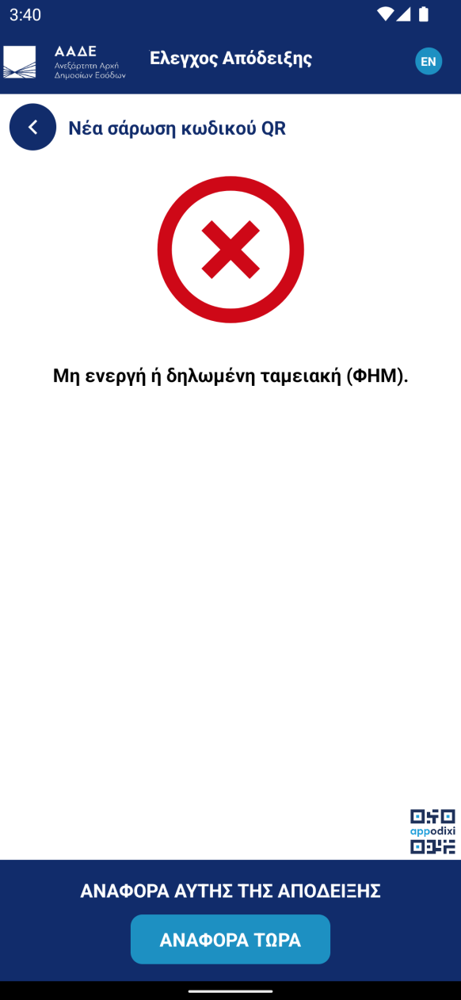 3:40
ΑΑΔΕ
Ανεξάρτητη Αρχή
Δημοσίων Εσόδων
Έλεγχος Απόδειξης
EN
Νέα σάρωση κωδικού QR
Μη ενεργή ή δηλωμένη ταμειακή (ΦΗΜ).
appodixi
ΑΝΑΦΟΡΑ ΑΥΤΗΣ ΤΗΣ ΑΠΟΔΕΙΞΗΣ
ΑΝΑΦΟΡΑ ΤΩΡΑ